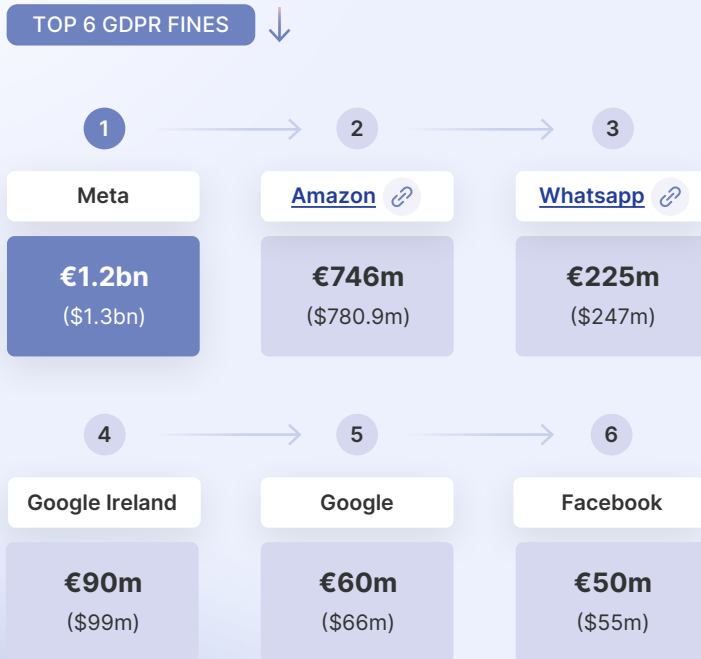 TOP 6 GDPR FINES
1
2
3
Meta
Amazon
Whatsapp
€1.2bn
€746m
€225m
($1.3bn)
($780.9m)
($247m)
4
5
6
Google Ireland
Google
Facebook
€90m
€60m
€50m
($99m)
($66m)
($55m)